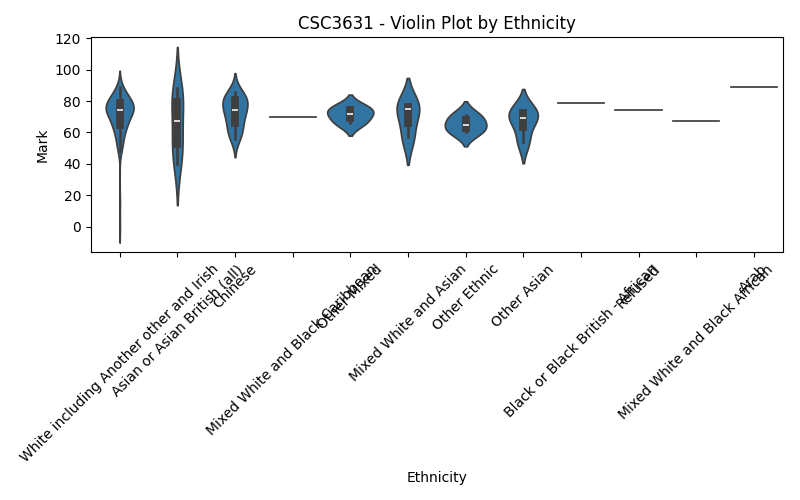 CSC3631 - Violin Plot by Ethnicity
Mark
120
100
80
60
40
20
0
White including Another other and Irish
Asian or Asian British (all)
Chinese
Mixed White and Black Caribbean
Other Mixed
Mixed White and Asian
Other Ethnic
Other Asian
Black or Black British - African
Refused
Mixed White and Black African
Arab
Ethnicity